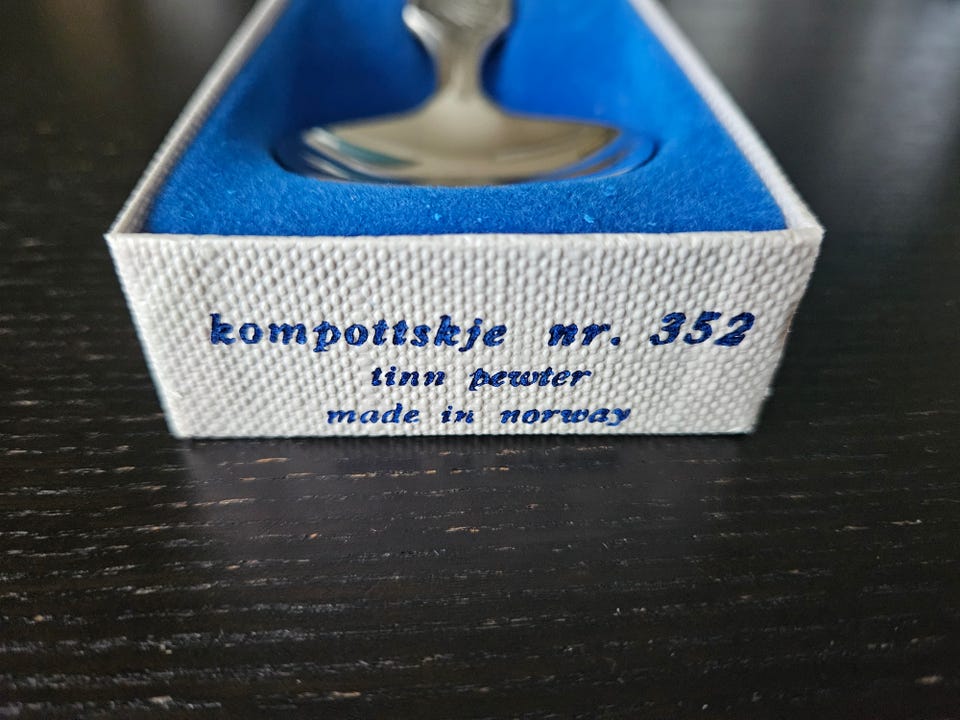 kompottskje nr. 352
tinn pewter
made in norway